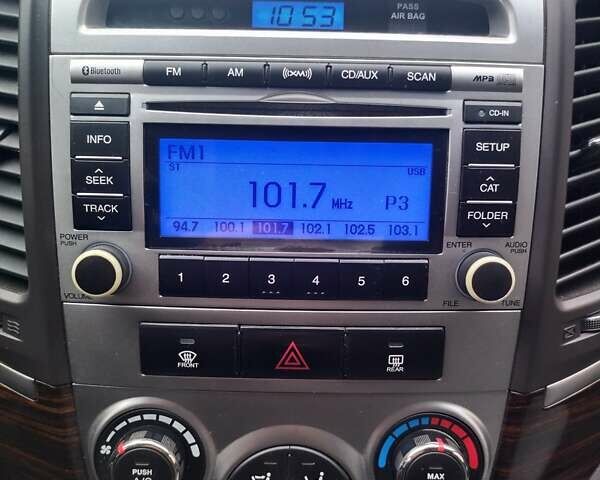 10:53
PASS
AIR BAG
Bluetooth
FM AM ((XM)) CD/AUX SCAN
MP3
CD-IN
INFO
SEEK
TRACK
FM1
ST
USB
101.7 MHz P3
94.7 100.1 101.7 102.1 102.5 103.1
SETUP
CAT
FOLDER
POWER
PUSH
VOLUME
1 2 3 4 5 6
ENTER
AUDIO
PUSH
FILE
TUNE
FRONT
REAR
PUSH
A/C
MAX